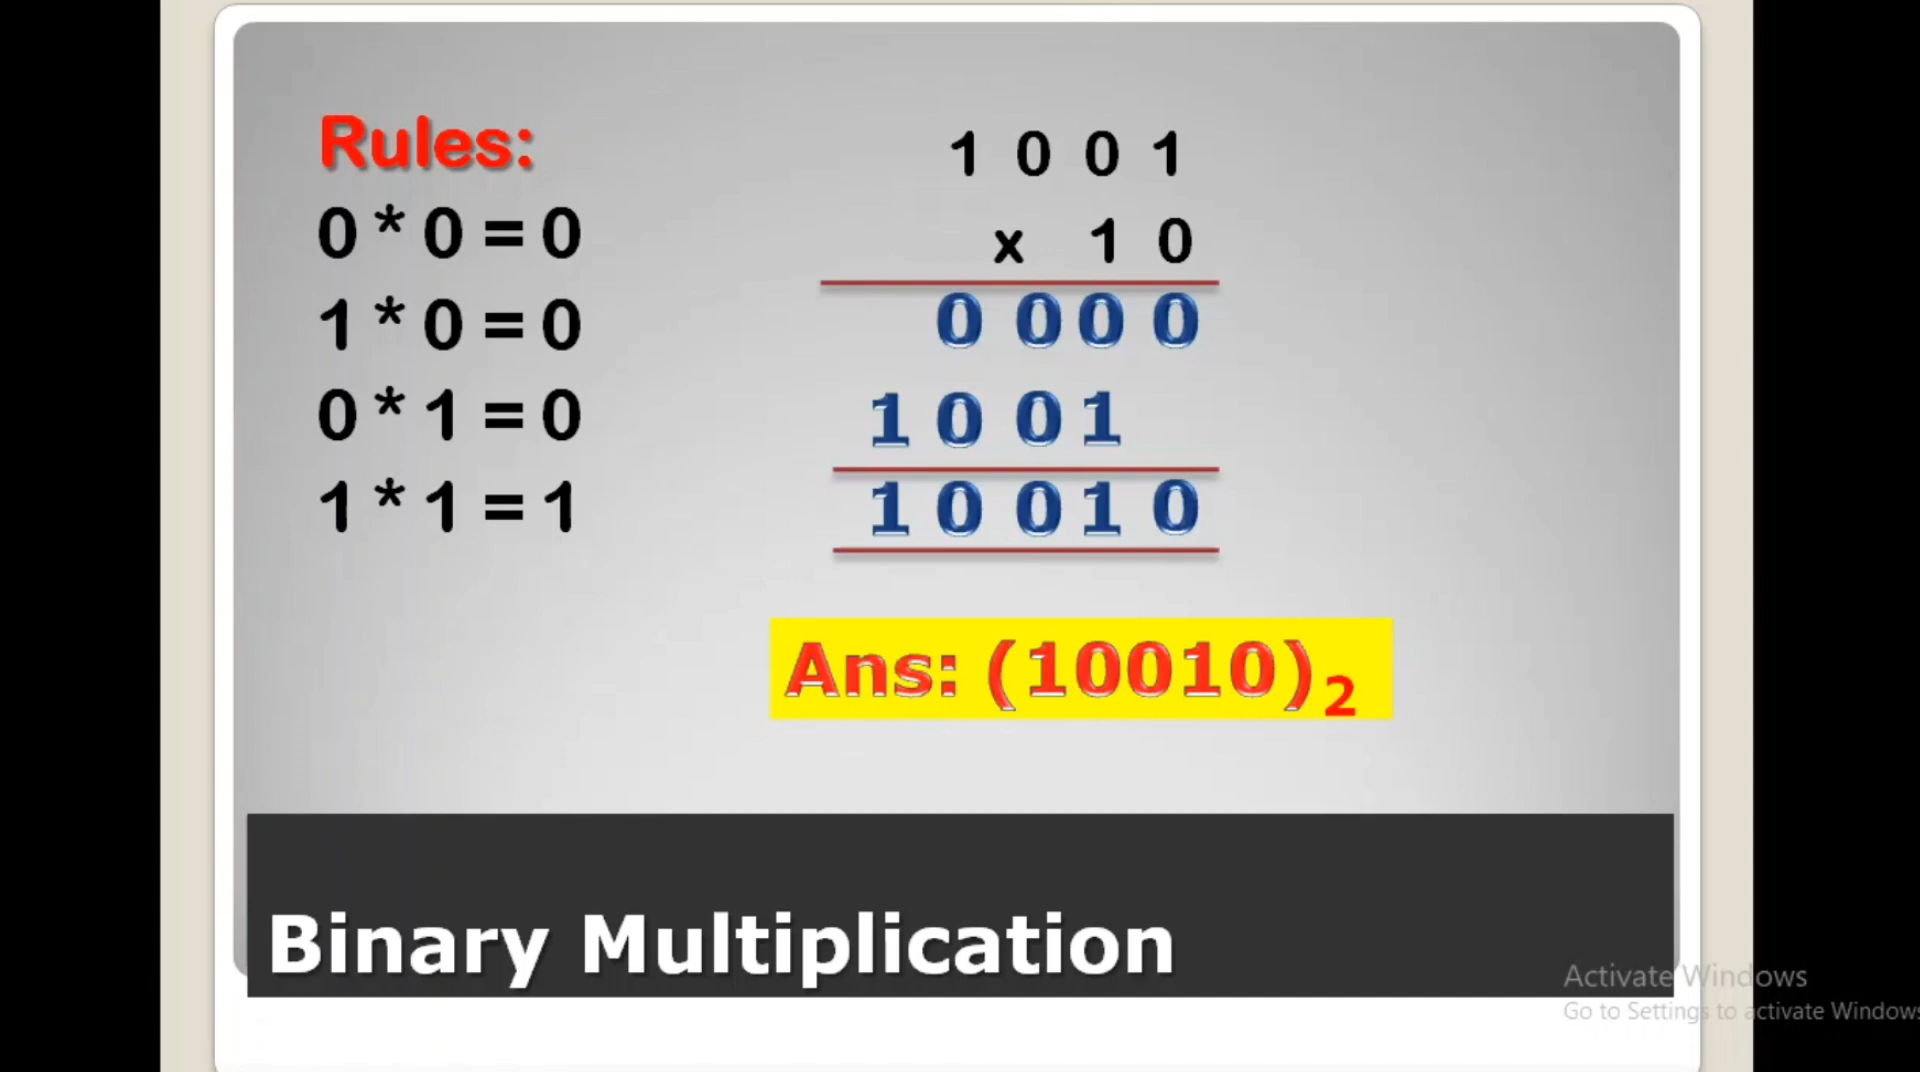 Rules:
0 * 0 = 0
1 * 0 = 0
0 * 1 = 0
1 * 1 = 1
1 0 0 1
x 1 0
0 0 0 0
1 0 0 1
1 0 0 1 0
Ans: (10010)2
Binary Multiplication
Activate Windows
Go to Settings to activate Windows